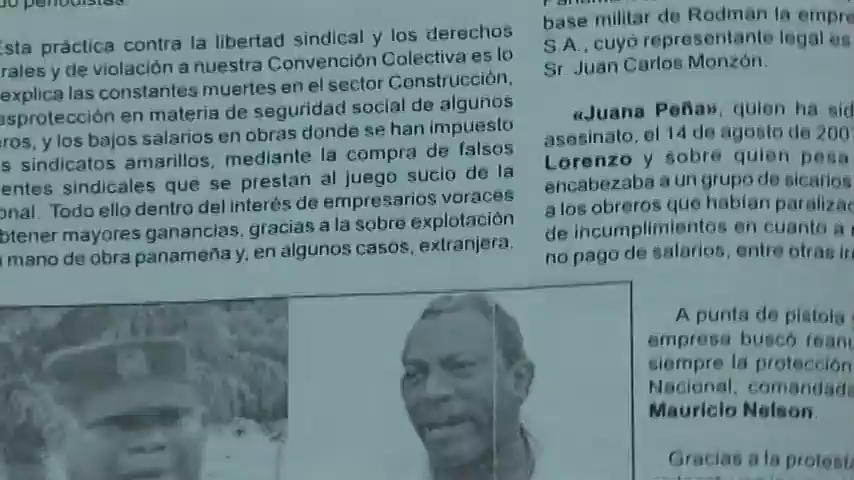 periodistas
Esta práctica contra la libertad sindical y los derechos
rales y de violación a nuestra Convención Colectiva es lo
explica las constantes muertes en el sector Construcción,
sprotección en materia de seguridad social de algunos
eros, y los bajos salarios en obras donde se han impuesto
s sindicatos amarillos, mediante la compra de falsos
entes sindicales que se prestan al juego sucio de la
onal. Todo ello dentro del interés de empresarios voraces
btener mayores ganancias, gracias a la sobre explotación
mano de obra panameña y, en algunos casos, extranjera.
base militar de Rodman la empre
S.A., cuyo representante legal es
Sr. Juan Carlos Monzón.
«Juana Peña», quien ha sid
asesinato, el 14 de agosto de 200
Lorenzo y sobre quien pesa
encabezaba a un grupo de sicarios
a los obreros que habían paraliza
de incumplimientos en cuanto a
no pago de salarios, entre otras
A punta de pistola
empresa buscó
siempre la protección
Nacional, comandada
Mauricio Nelson.
Gracias a la protesta